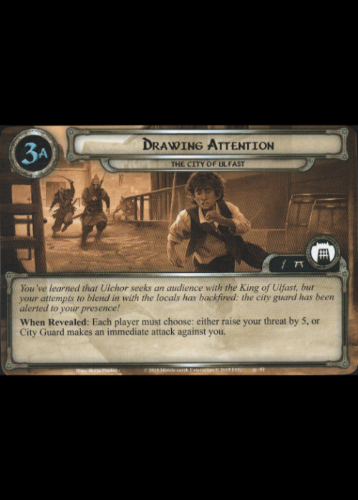 3A
DRAWING ATTENTION
THE CITY OF ULFAST
You've learned that Ulchor seeks an audience with the King of Ulfast, but
your attempts to blend in with the locals has backfired: the city guard has been
alerted to your presence!
When Revealed: Each player must choose: either raise your threat by 5, or
City Guard makes an immediate attack against you.